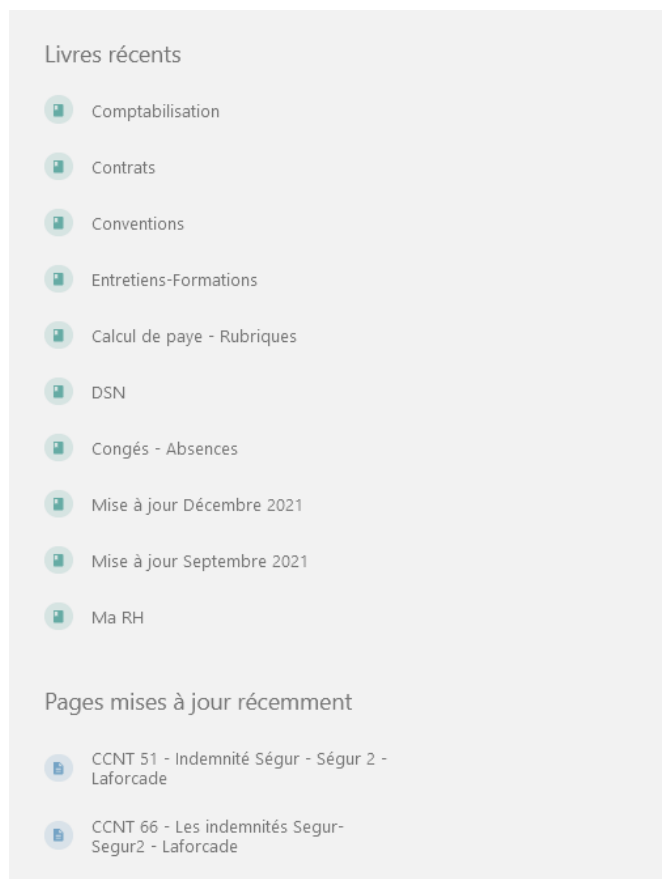 Livres récents
Comptabilisation
Contrats
Conventions
Entretiens-Formations
Calcul de paye - Rubriques
DSN
Congés - Absences
Mise à jour Décembre 2021
Mise à jour Septembre 2021
Ma RH
Pages mises à jour récemment
CCNT 51 - Indemnité Ségur - Ségur 2 -
Laforcade
CCNT 66 - Les indemnités Segur-
Segur2 - Laforcade